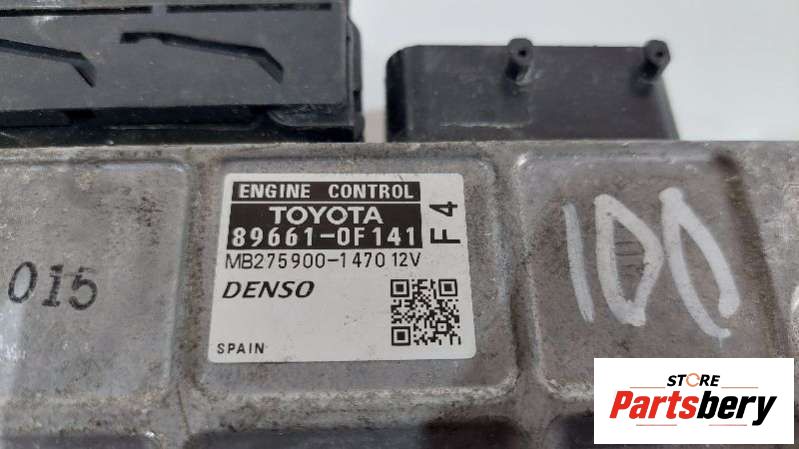 ENGINE CONTROL
TOYOTA
89661-0F141
F4
MB275900-1470 12V
DENSO
SPAIN
015
100
STORE
Partsbery